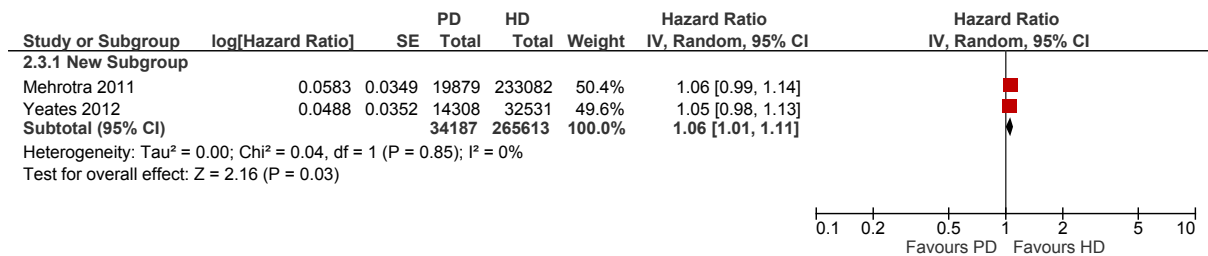 PD HD Hazard Ratio Hazard Ratio
Study or Subgroup log[Hazard Ratio] SE Total Total Weight IV, Random, 95% CI IV, Random, 95% CI
2.3.1 New Subgroup
Mehrotra 2011 0.0583 0.0349 19879 233082 50.4% 1.06 [0.99, 1.14]
Yeates 2012 0.0488 0.0352 14308 32531 49.6% 1.05 [0.98, 1.13]
Subtotal (95% CI) 34187 265613 100.0% 1.06 [1.01, 1.11]
Heterogeneity: Tau² = 0.00; Chi² = 0.04, df = 1 (P = 0.85); I² = 0%
Test for overall effect: Z = 2.16 (P = 0.03)
0.1 0.2 0.5 1 2 5 10
Favours PD Favours HD